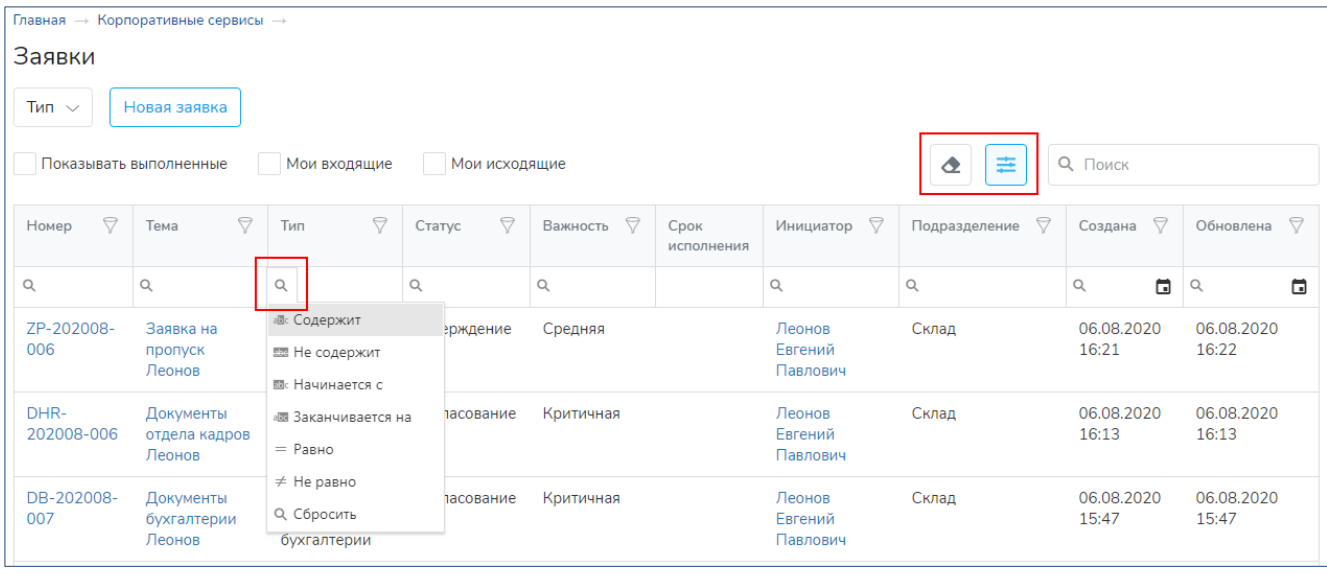 Главная → Корпоративные сервисы →
Заявки
Тип
Новая заявка
Показывать выполненные
Мои входящие
Мои исходящие
Поиск
Номер
Тема
Тип
Статус
Важность
Срок
исполнения
Инициатор
Подразделение
Создана
Обновлена
Содержит
Не содержит
Начинается с
Заканчивается на
Равно
Не равно
Сбросить
ZP-202008-
006
Заявка на
пропуск
Леонов
ерждение
Средняя
Леонов
Евгений
Павлович
Склад
06.08.2020
16:21
06.08.2020
16:22
DHR-
202008-006
Документы
отдела кадров
Леонов
ласование
Критичная
Леонов
Евгений
Павлович
Склад
06.08.2020
16:13
06.08.2020
16:13
DB-202008-
007
Документы
бухгалтерии
Леонов
бухгалтерии
ласование
Критичная
Леонов
Евгений
Павлович
Склад
06.08.2020
15:47
06.08.2020
15:47